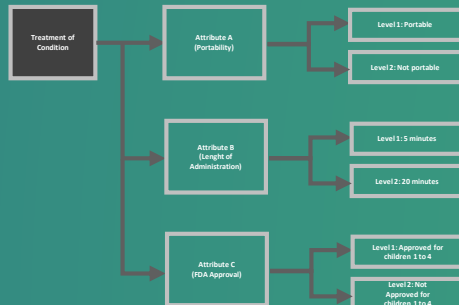 Treatment of
Condition
Attribute A
(Portability)
Level 1: Portable
Level 2: Not portable
Attribute B
(Lenght of
Administration)
Level 1: 5 minutes
Level 2: 20 minutes
Attribute C
(FDA Approval)
Level 1: Approved for
children 1 to 4
Level 2: Not
Approved for
children 1 to 4